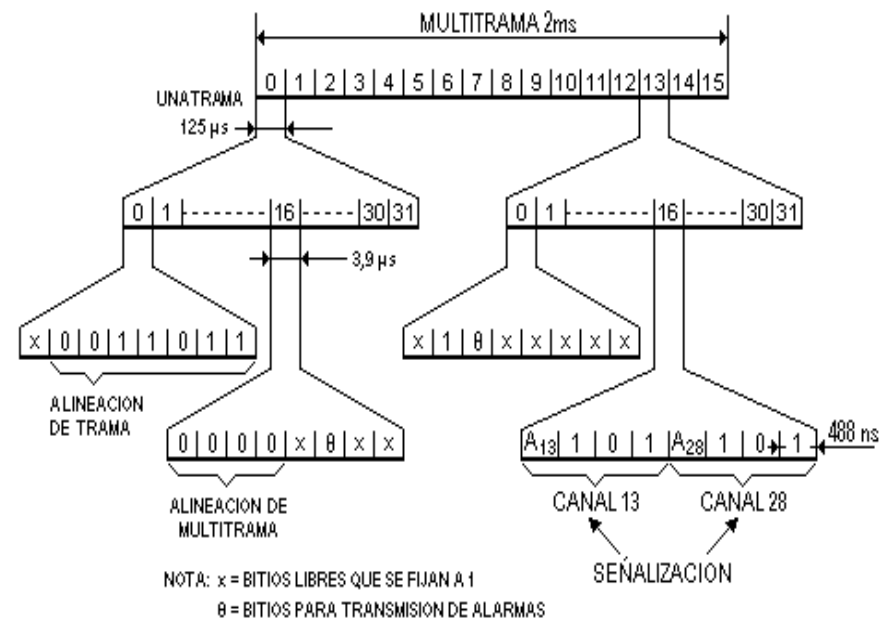 MULTITRAMA 2ms
0 1 2 3 4 5 6 7 8 9 10 11 12 13 14 15
UNA TRAMA
125 µs
0 1 16 30 31
0 1 16 30 31
3,9 µs
x 0 0 1 1 0 1 1
x 1 θ x x x x x
ALINEACION
DE TRAMA
0 0 0 0 x θ x x
A13 1 0 1 A28 1 0 1
488 ns
ALINEACION DE
MULTITRAMA
CANAL 13
CANAL 28
SEÑALIZACION
NOTA: x = BITIOS LIBRES QUE SE FIJAN A 1
θ = BITIOS PARA TRANSMISION DE ALARMAS